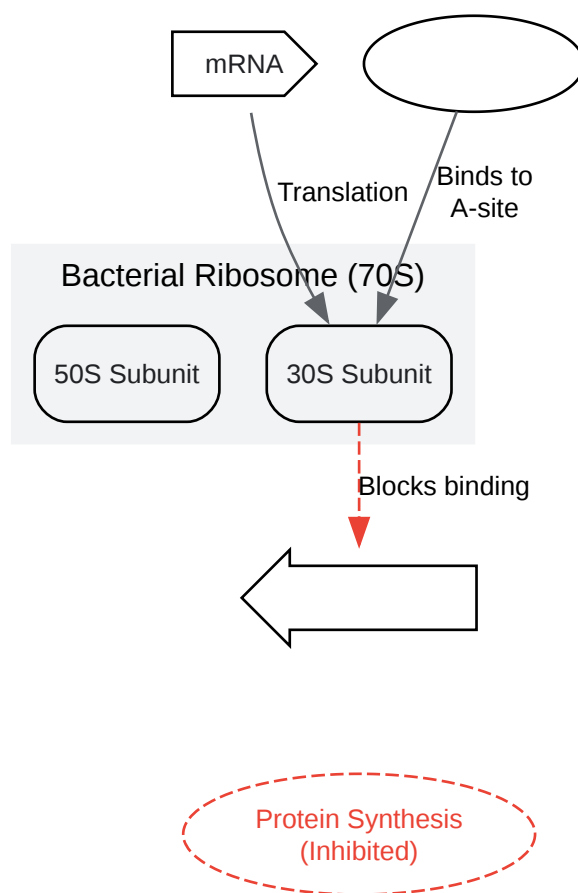 mRNA
Translation
Binds to
A-site
Bacterial Ribosome (70S)
50S Subunit
30S Subunit
Blocks binding
Protein Synthesis
(Inhibited)